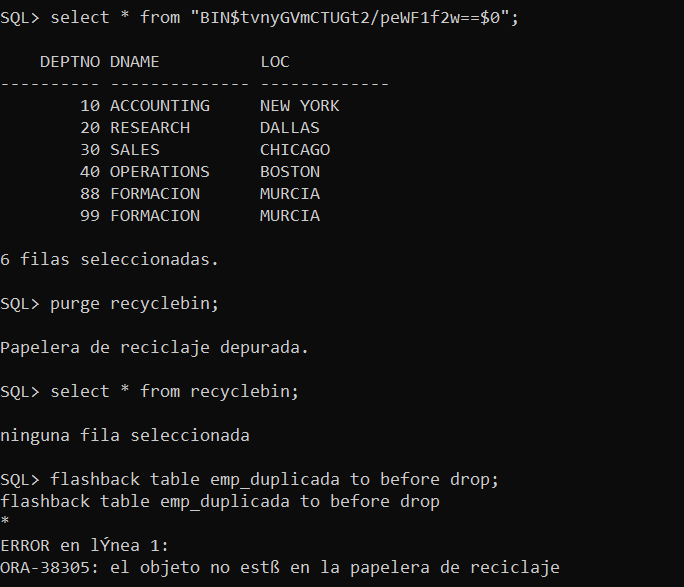 SQL> select * from "BIN$tvnyGVmCTUGt2/peWF1f2w==$0";
    DEPTNO DNAME          LOC
---------- -------------- -------------
        10 ACCOUNTING     NEW YORK
        20 RESEARCH       DALLAS
        30 SALES          CHICAGO
        40 OPERATIONS     BOSTON
        88 FORMACION      MURCIA
        99 FORMACION      MURCIA
6 filas seleccionadas.
SQL> purge recyclebin;
Papelera de reciclaje depurada.
SQL> select * from recyclebin;
ninguna fila seleccionada
SQL> flashback table emp_duplicada to before drop;
flashback table emp_duplicada to before drop
*
ERROR en lÝnea 1:
ORA-38305: el objeto no estß en la papelera de reciclaje